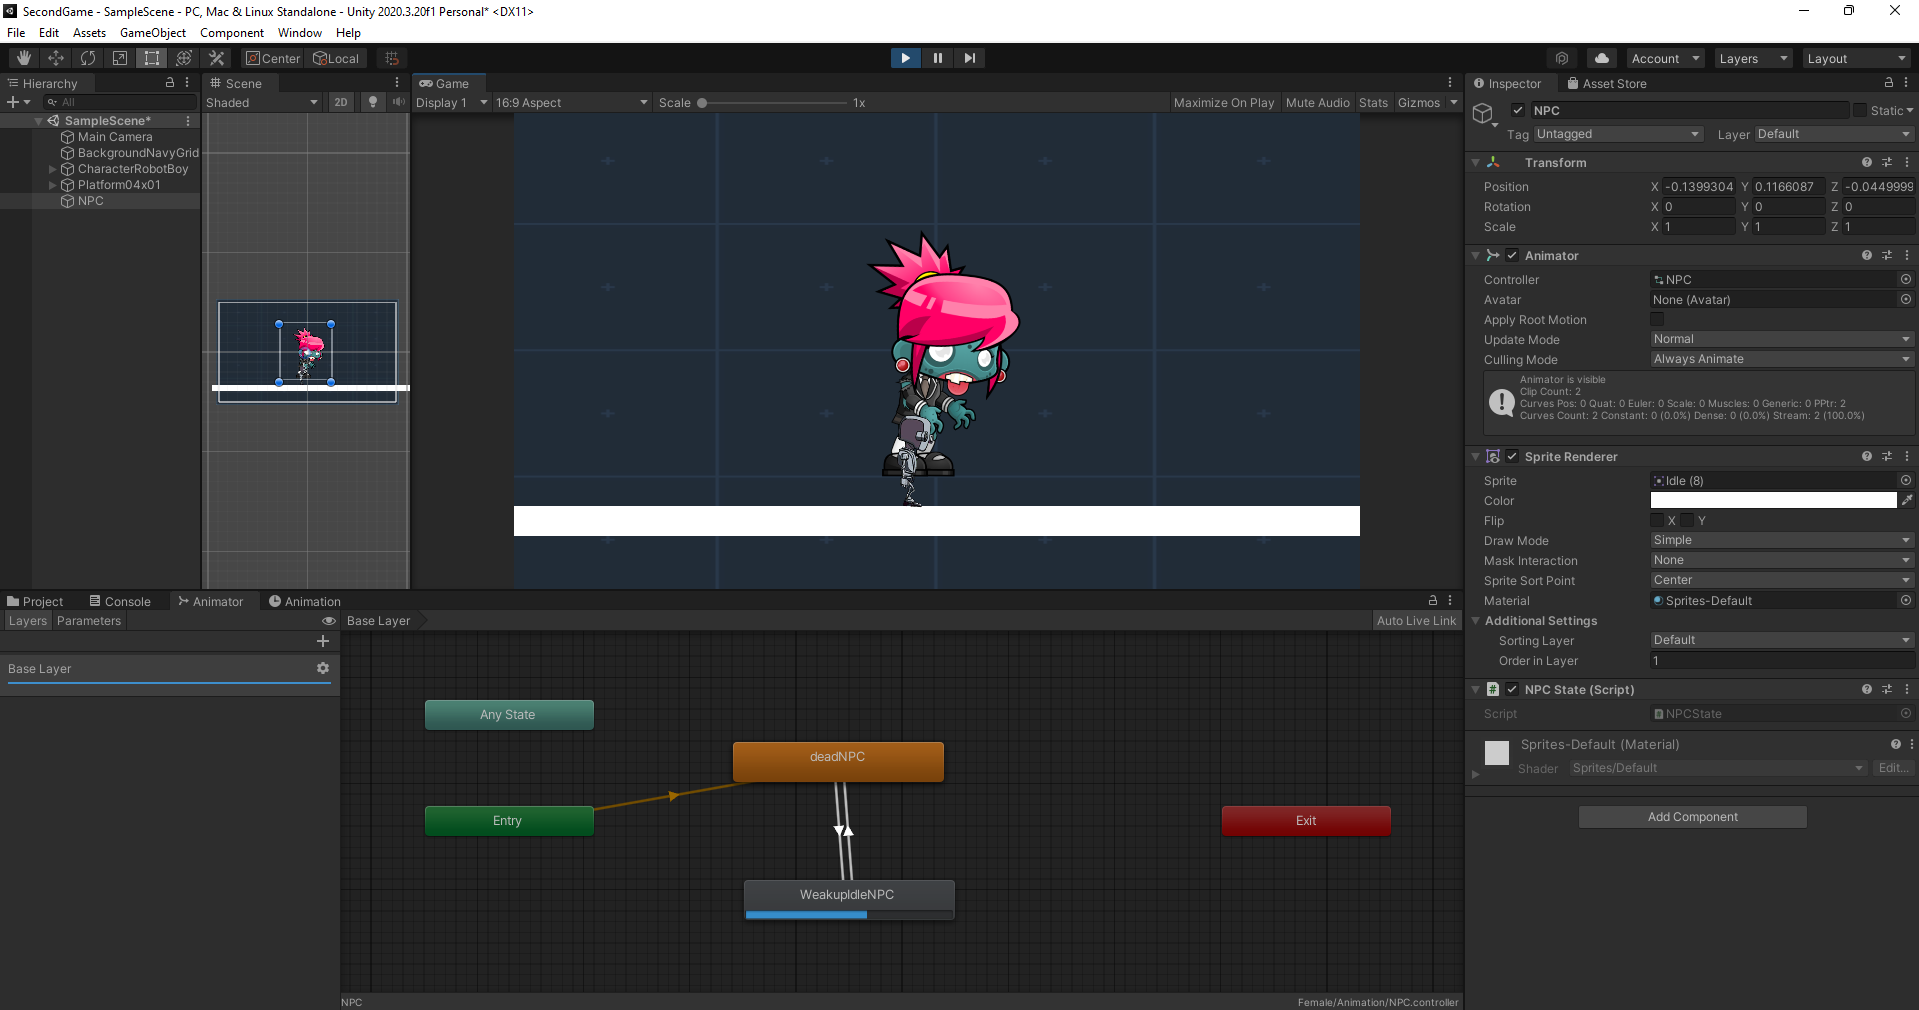 SecondGame - SampleScene - PC, Mac & Linux Standalone - Unity 2020.3.20f1 Personal* <DX11>
File Edit Assets GameObject Component Window Help
Center Local Account Layers Layout
Hierarchy
All
SampleScene*
Main Camera
BackgroundNavyGrid
CharacterRobotBoy
Platform04x01
NPC
Scene
Shaded 2D
Game
Display 1 16:9 Aspect Scale 1x Maximize On Play Mute Audio Stats Gizmos
Inspector Asset Store
NPC Static
Tag Untagged Layer Default
Transform
Position X -0.1399304 Y 0.1166087 Z -0.0449999
Rotation X 0 Y 0 Z 0
Scale X 1 Y 1 Z 1
Animator
Controller NPC
Avatar None (Avatar)
Apply Root Motion
Update Mode Normal
Culling Mode Always Animate
Animator is visible
Clip Count: 2
Curves Pos: 0 Quat: 0 Euler: 0 Scale: 0 Muscles: 0 Generic: 0 PPtr: 2
Curves Count: 2 Constant: 0 (0.0%) Dense: 0 (0.0%) Stream: 2 (100.0%)
Sprite Renderer
Sprite Idle (8)
Color
Flip X Y
Draw Mode Simple
Mask Interaction None
Sprite Sort Point Center
Material Sprites-Default
Additional Settings
Sorting Layer Default
Order in Layer 1
NPC State (Script)
Script NPCState
Sprites-Default (Material)
Shader Sprites/Default Edit...
Add Component
Project Console Animator Animation
Layers Parameters Base Layer Auto Live Link
Base Layer
Any State
deadNPC
Entry
Exit
WeakupIdleNPC
NPC Female/Animation/NPC.controller